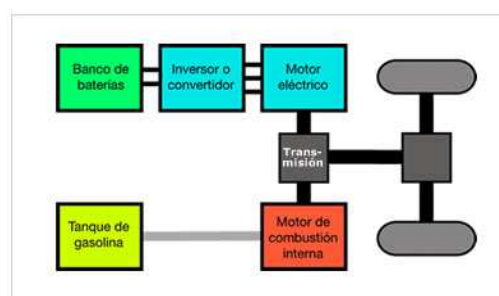 Banco de
baterías
Inversor o
convertidor
Motor
eléctrico
Trans-
misión
Tanque de
gasolina
Motor de
combustión
interna